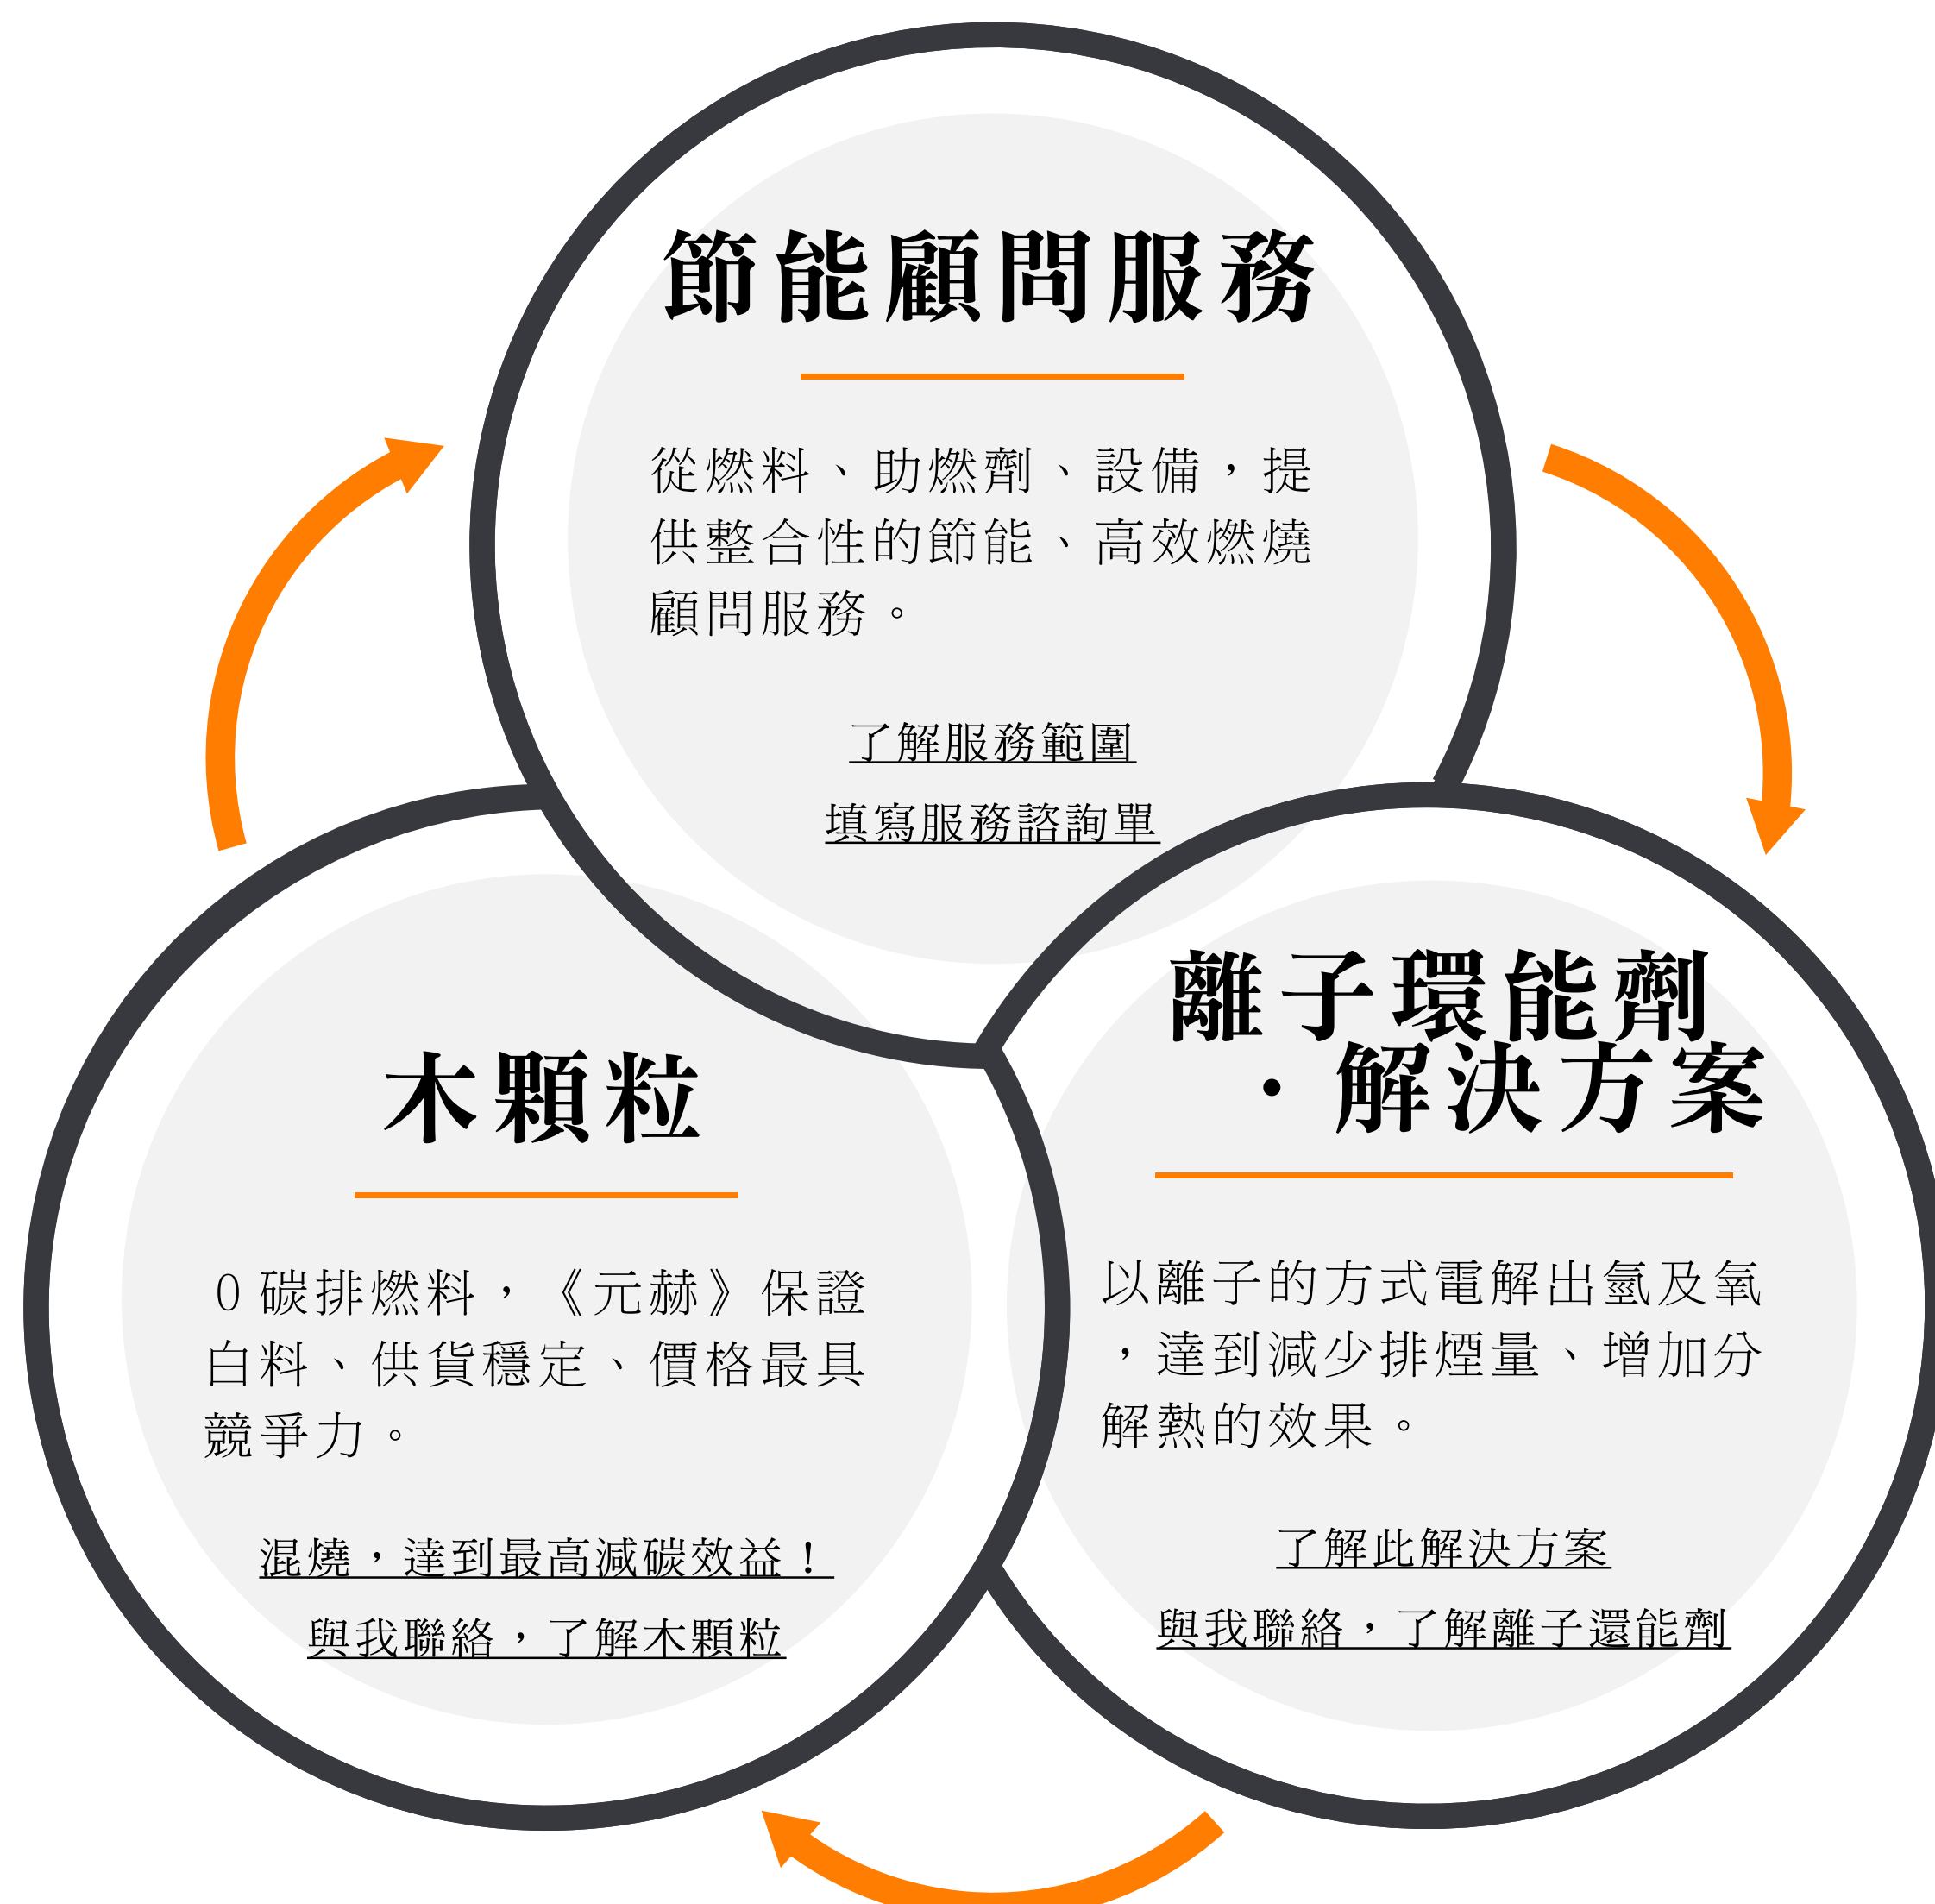 節能顧問服務
從燃料、助燃劑、設備，提
供整合性的節能、高效燃燒
顧問服務。
了解服務範圍
填寫服務諮詢單
木顆粒
0碳排燃料，《元赫》保證
白料、供貨穩定、價格最具
競爭力。
混燒，達到最高減碳效益！
與我聯絡，了解木顆粒
離子環能劑
・解決方案
以離子的方式電解出氫及氧
，達到減少排煙量、增加分
解熱的效果。
了解此解決方案
與我聯絡，了解離子還能劑